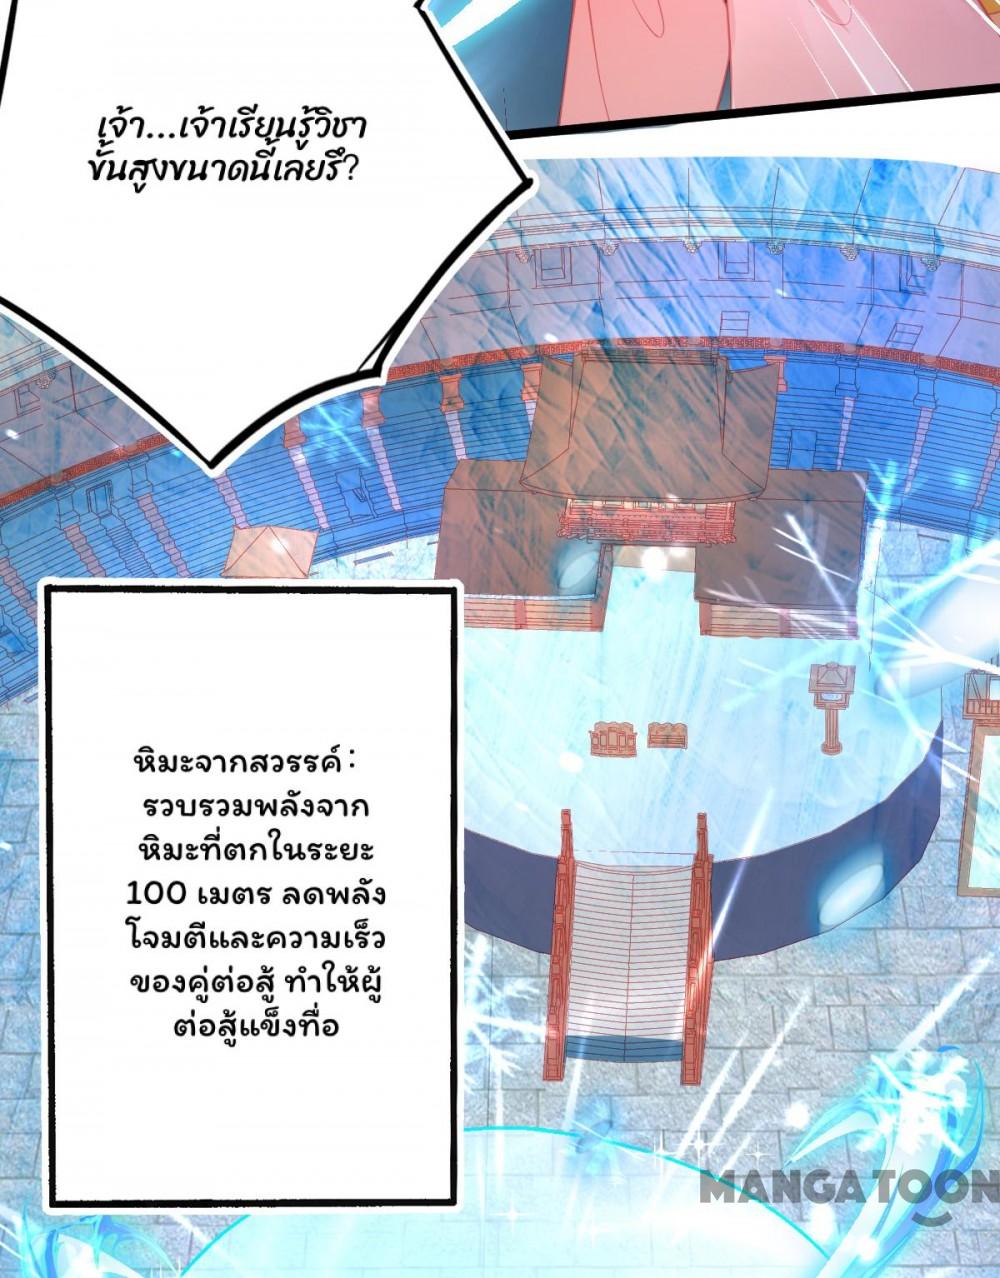 เจ้า...เจ้าเรียนรู้วิชา
ขั้นสูงขนาดนี้เลยรึ?
หิมะจากสวรรค์:
รวบรวมพลังจาก
หิมะที่ตกในระยะ
100 เมตร ลดพลัง
โจมตีและความเร็ว
ของคู่ต่อสู้ ทำให้ผู้
ต่อสู้แข็งทื่อ
MANGATOON